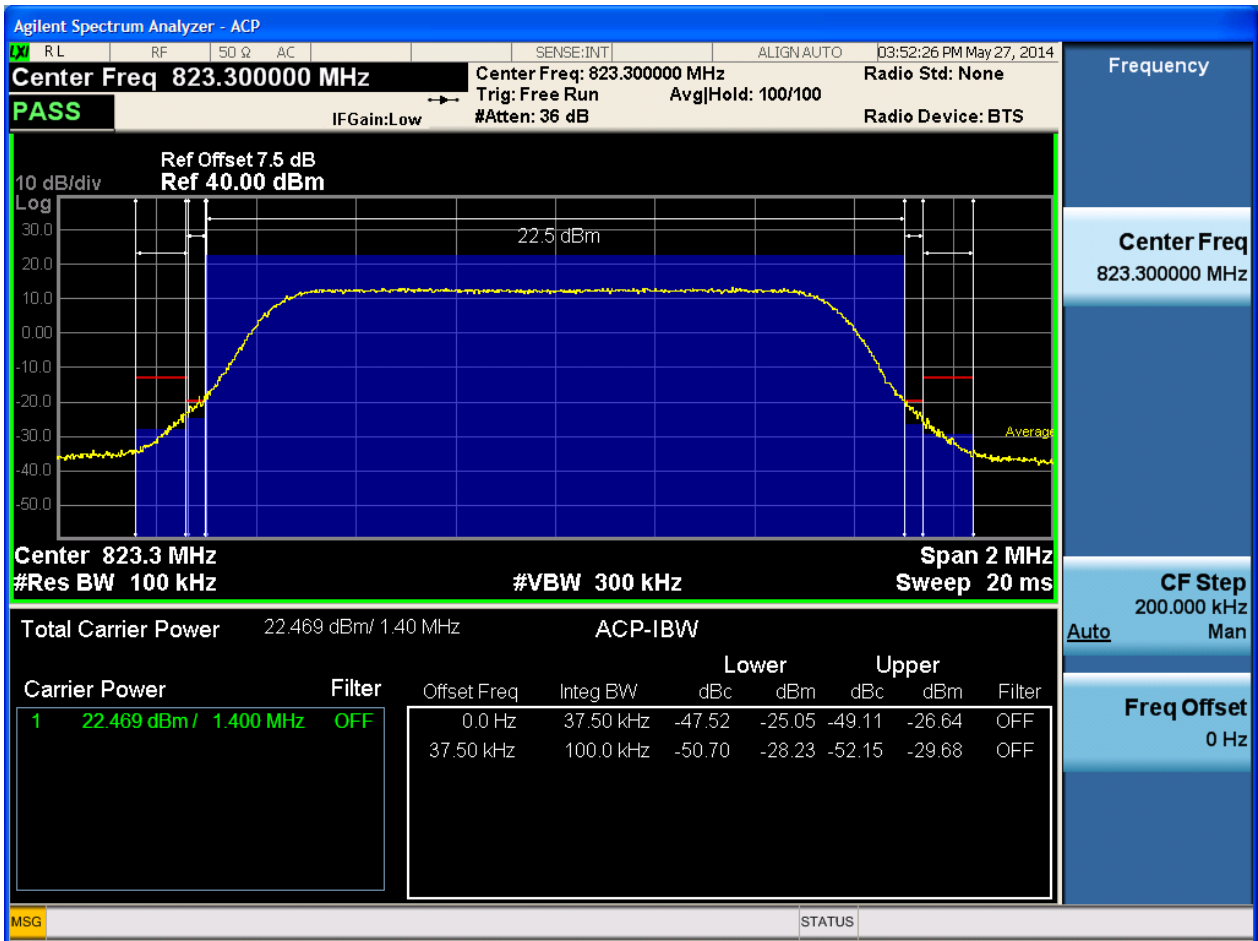 Agilent Spectrum Analyzer - ACP
LXI RL RF 50 Ω AC SENSE:INT ALIGN AUTO 03:52:26 PM May 27, 2014
Center Freq 823.300000 MHz
Center Freq: 823.300000 MHz Radio Std: None
Trig: Free Run Avg|Hold: 100/100
PASS IFGain:Low #Atten: 36 dB Radio Device: BTS
Ref Offset 7.5 dB
10 dB/div Ref 40.00 dBm
Log
30.0
22.5 dBm
20.0
10.0
0.00
-10.0
-20.0
-30.0
Average
-40.0
-50.0
Center 823.3 MHz Span 2 MHz
#Res BW 100 kHz #VBW 300 kHz Sweep 20 ms
Total Carrier Power 22.469 dBm/ 1.40 MHz ACP-IBW
Lower Upper
Carrier Power Filter Offset Freq Integ BW dBc dBm dBc dBm Filter
1 22.469 dBm / 1.400 MHz OFF 0.0 Hz 37.50 kHz -47.52 -25.05 -49.11 -26.64 OFF
37.50 kHz 100.0 kHz -50.70 -28.23 -52.15 -29.68 OFF
MSG STATUS
Frequency
Center Freq
823.300000 MHz
CF Step
200.000 kHz
Auto Man
Freq Offset
0 Hz